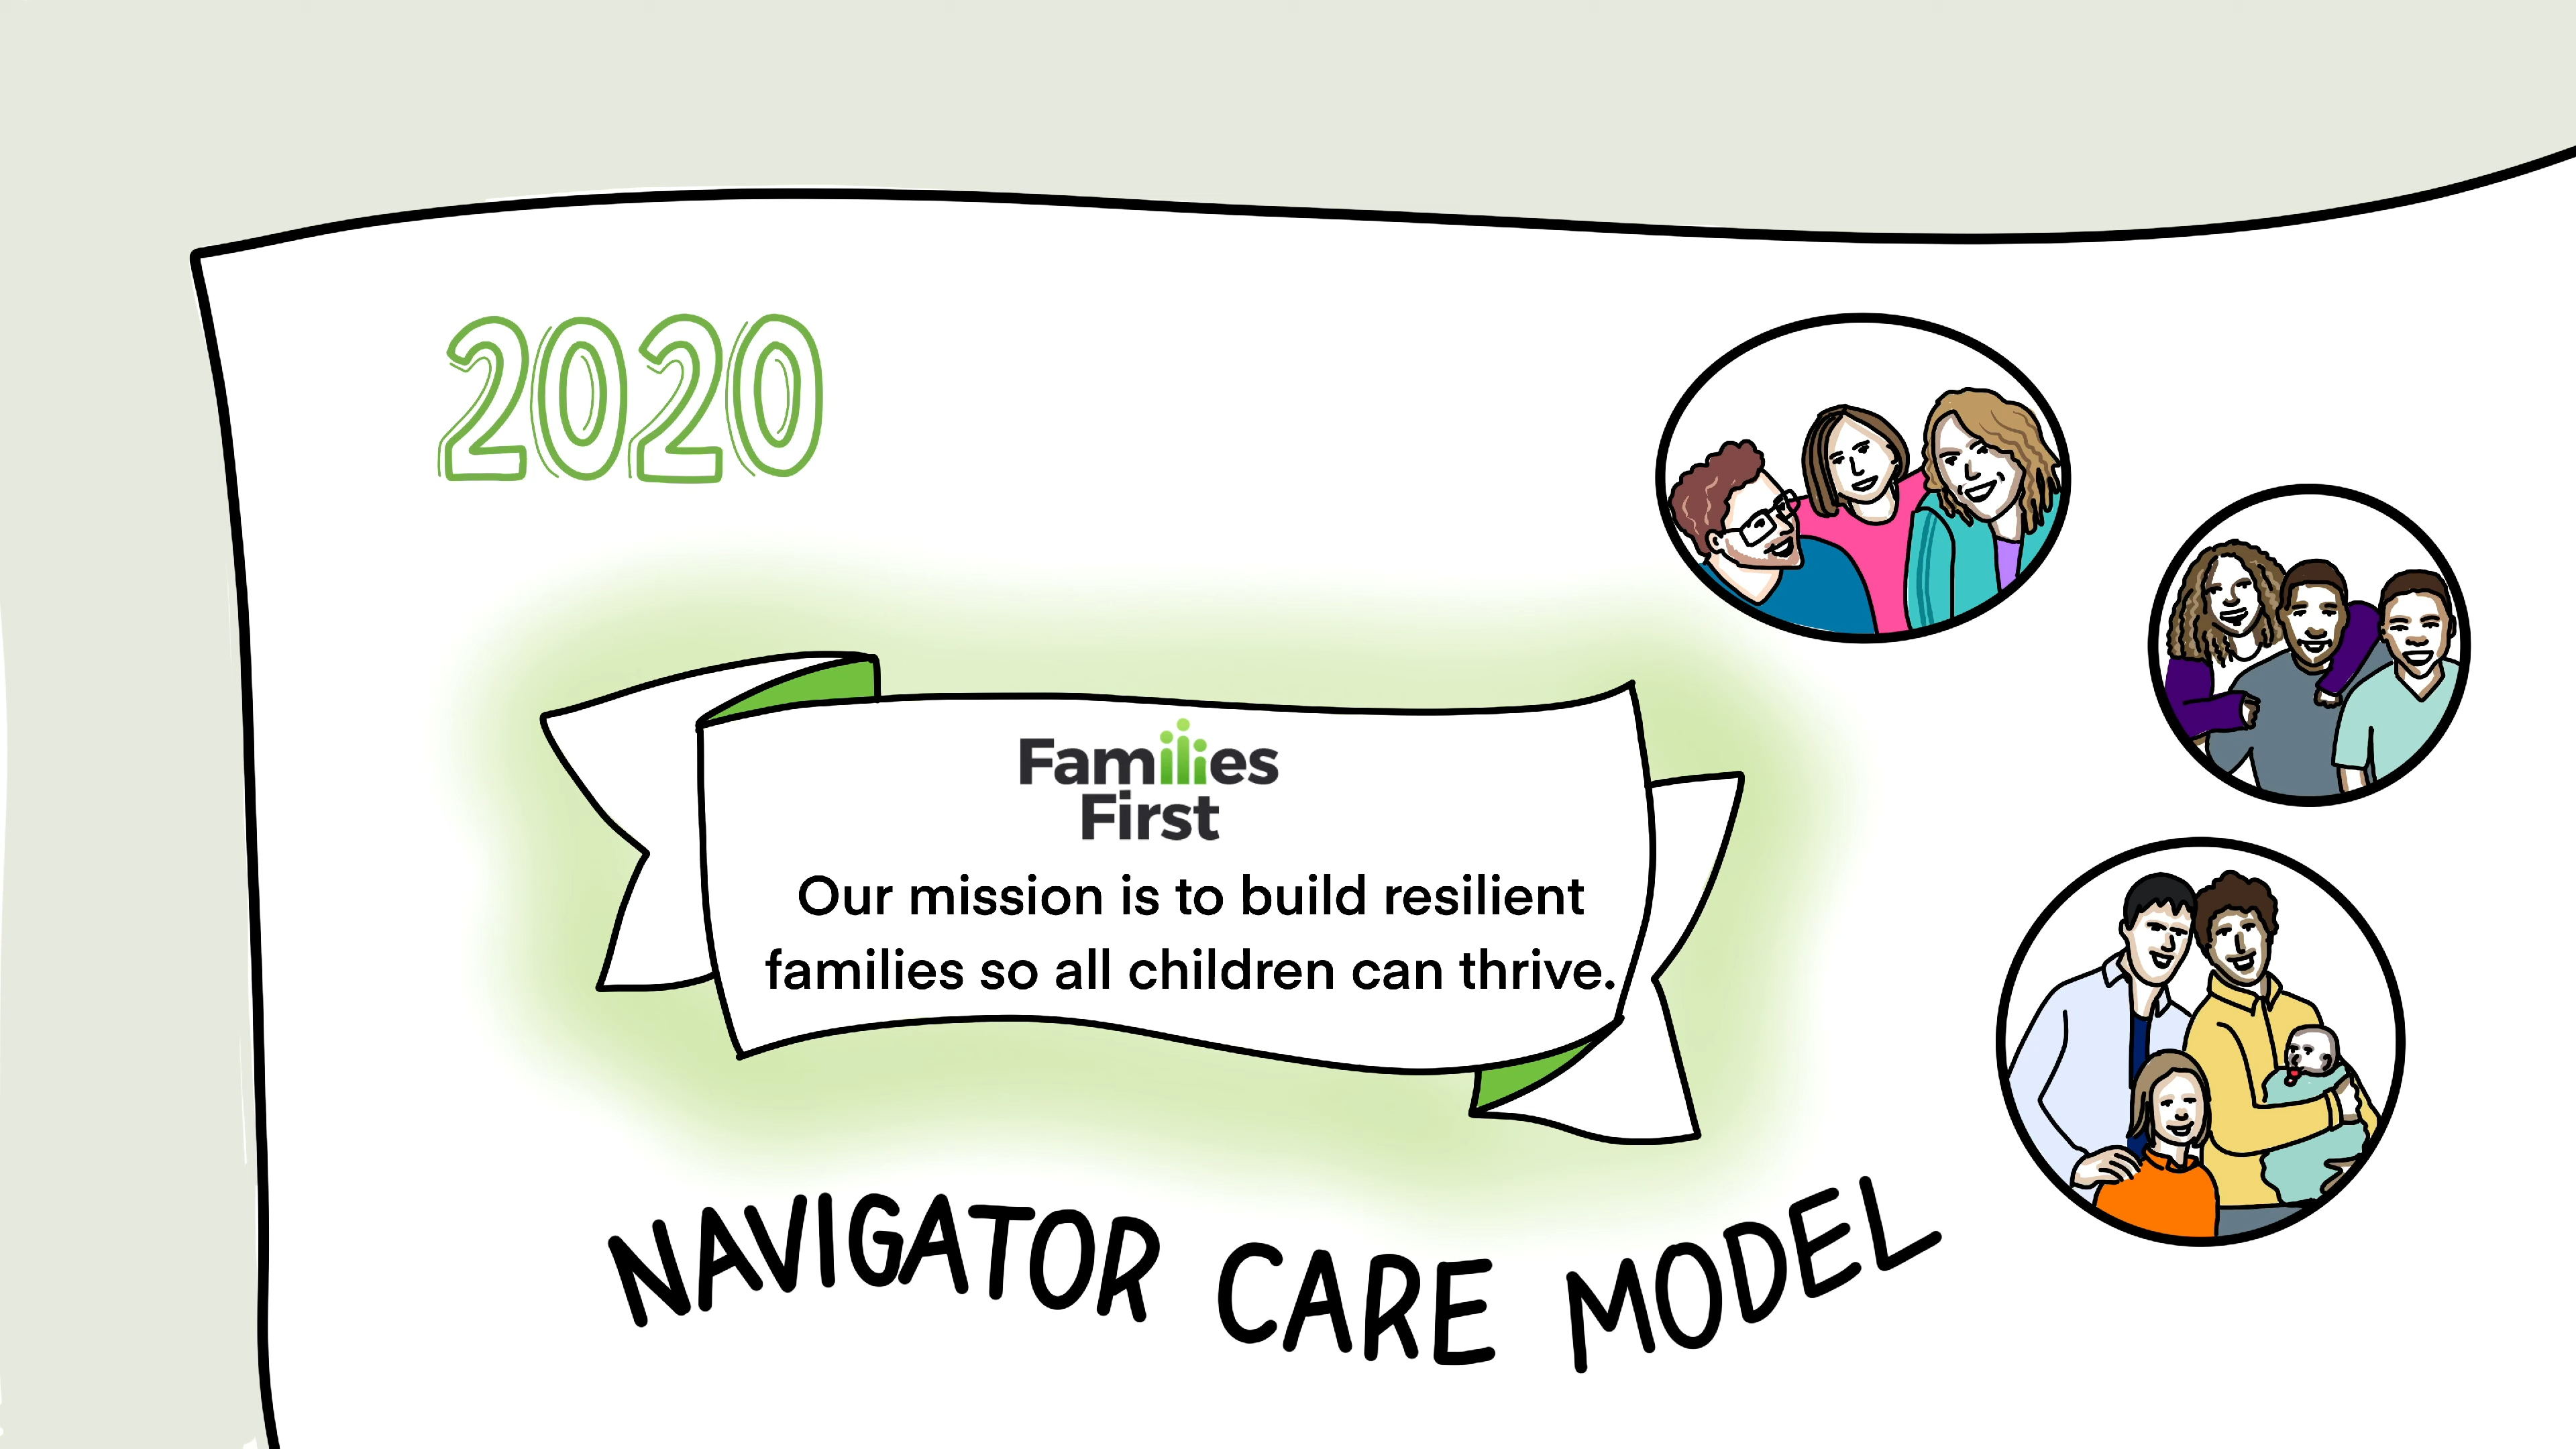 2020
Families
First
Our mission is to build resilient
families so all children can thrive.
NAVIGATOR CARE MODEL